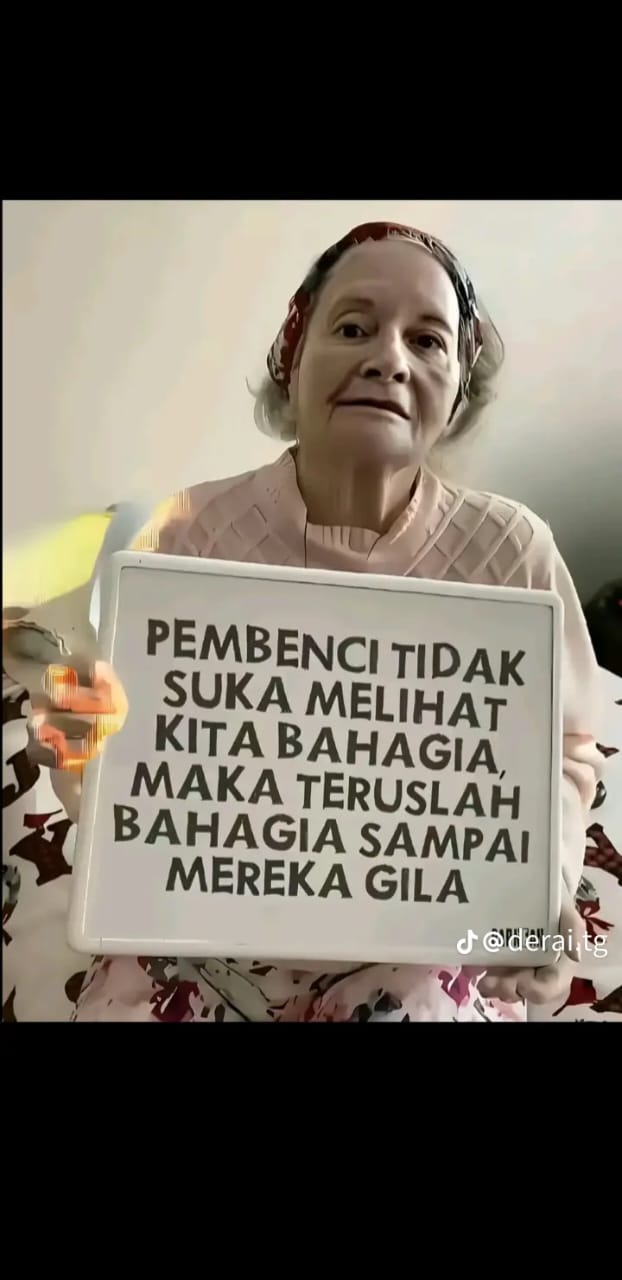 PEMBENCI TIDAK
SUKA MELIHAT
KITA BAHAGIA,
MAKA TERUSLAH
BAHAGIA SAMPAI
MEREKA GILA
@derai.tg